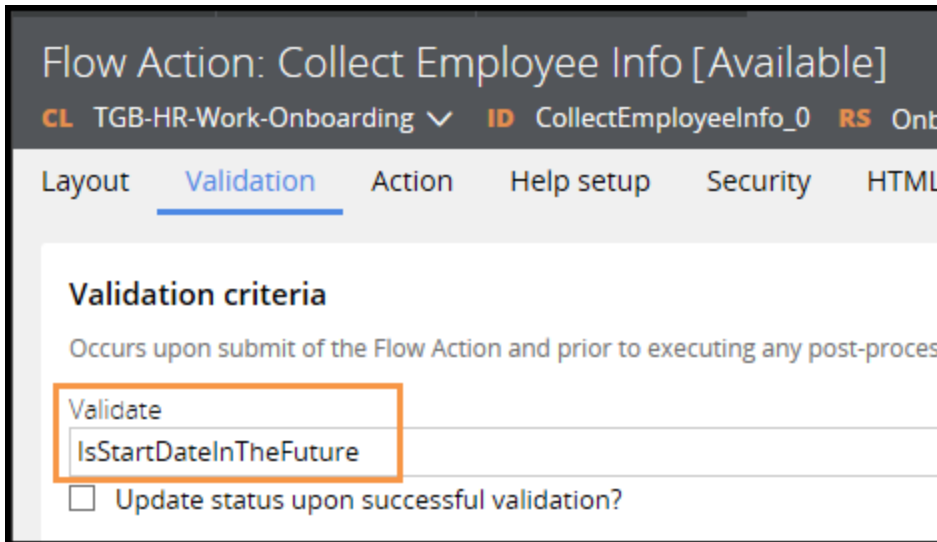 Flow Action: Collect Employee Info [Available]
CL TGB-HR-Work-Onboarding ID CollectEmployeeInfo_0 RS
Layout Validation Action Help setup Security HTML
Validation criteria
Occurs upon submit of the Flow Action and prior to executing any
Validate
IsStartDateInTheFuture
Update status upon successful validation?